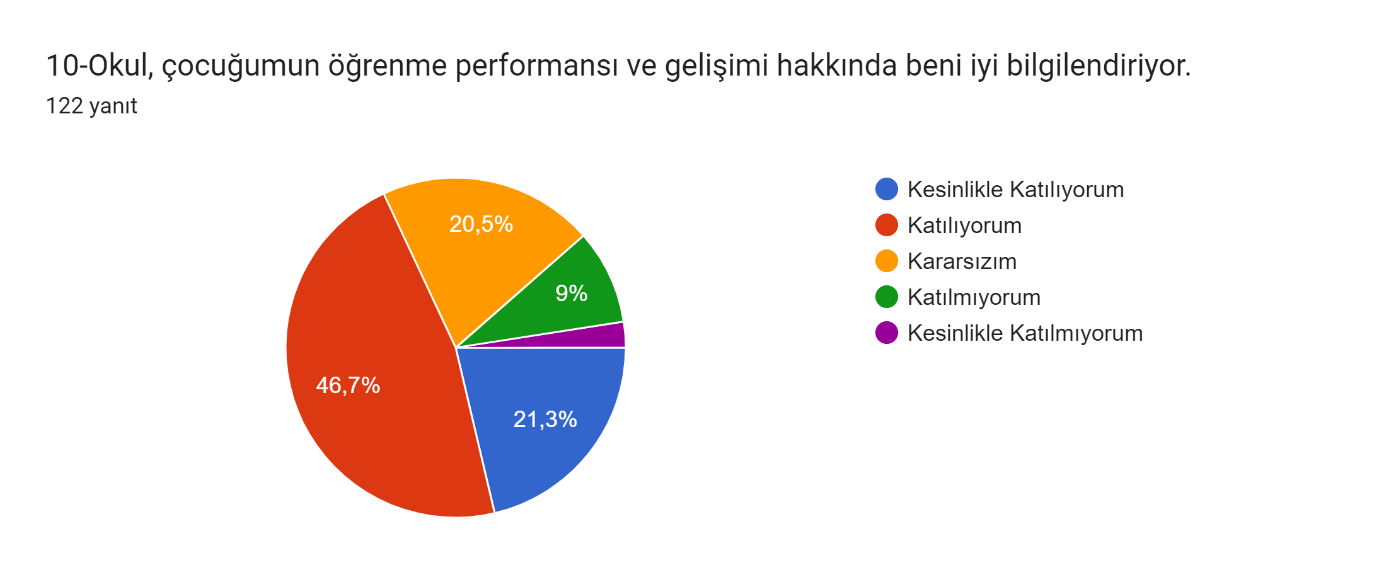 10-Okul, çocuğumun öğrenme performansı ve gelişimi hakkında beni iyi bilgilendiriyor.
122 yanıt
Kesinlikle Katılıyorum
Katılıyorum
Kararsızım
Katılmıyorum
Kesinlikle Katılmıyorum
20,5%
9%
46,7%
21,3%